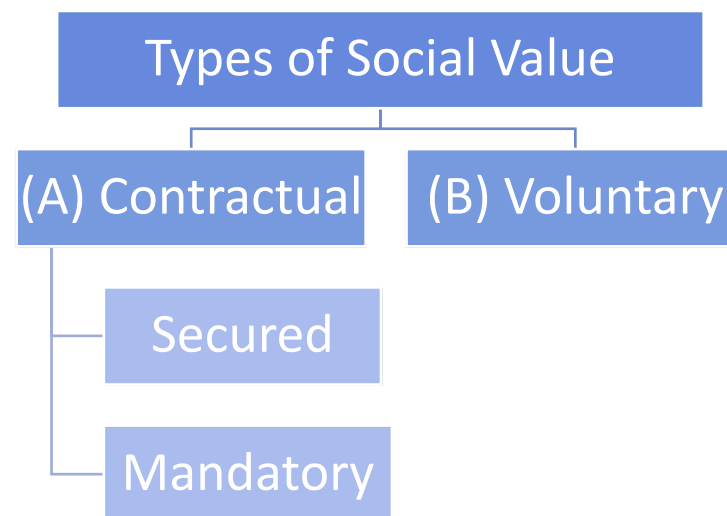 Types of Social Value
(A) Contractual
(B) Voluntary
Secured
Mandatory